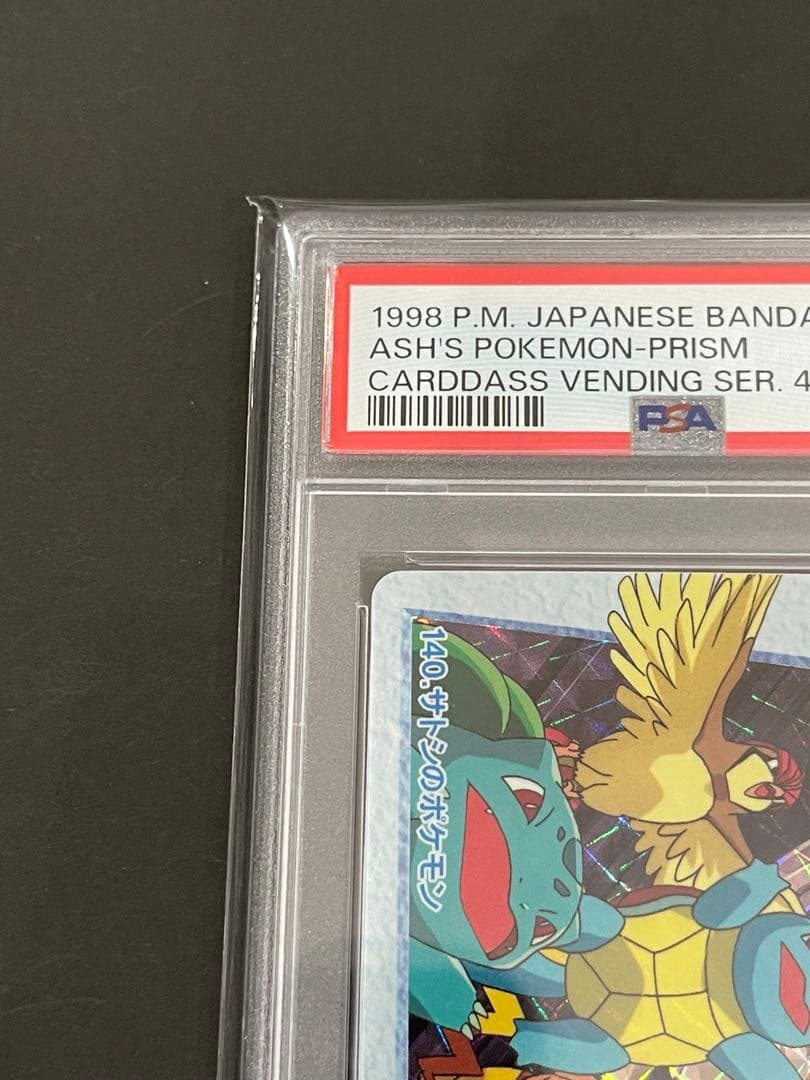 1998 P.M. JAPANESE BANDA
ASH'S POKEMON-PRISM
CARDDASS VENDING SER. 4
PSA
140.サトシのポケモン